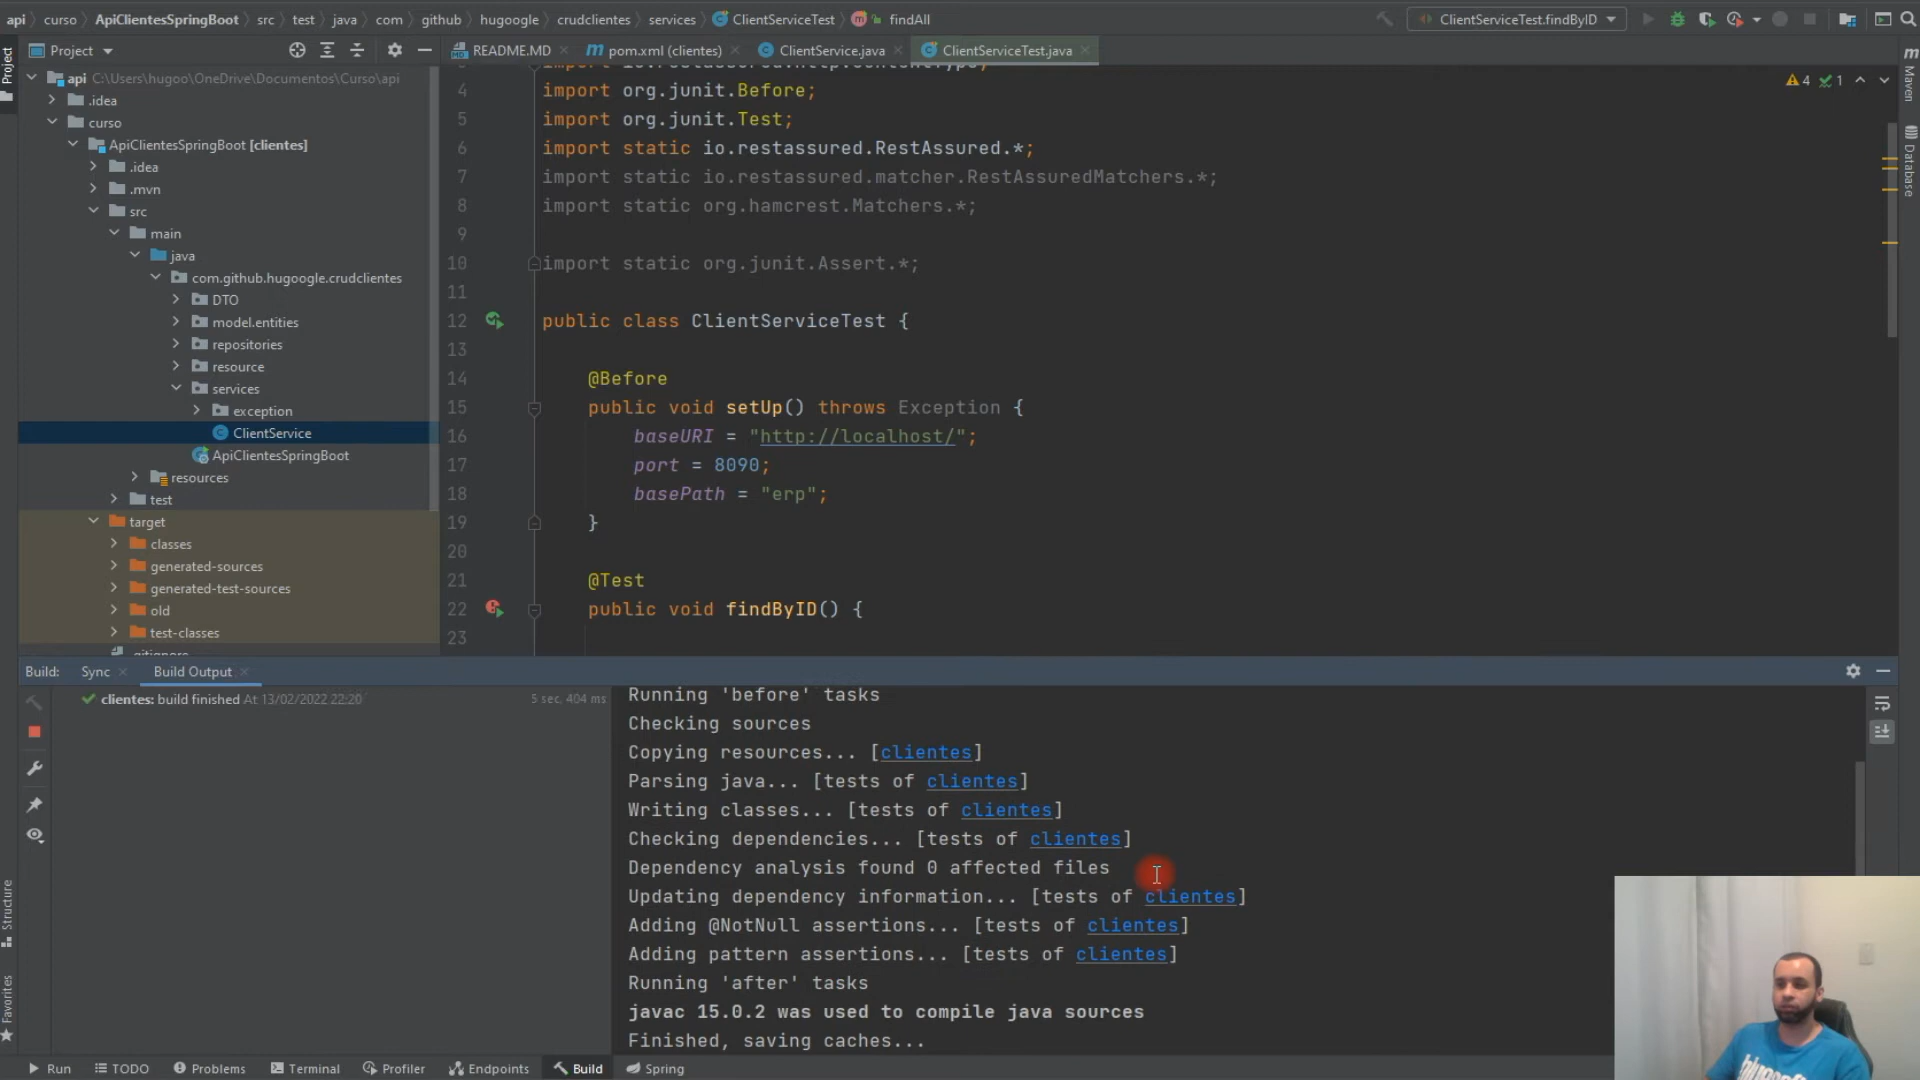 api
curso
ApiClientesSpringBoot
src
test
java
com
github
hugoogle
crudclientes
services
ClientServiceTest
findAll
ClientServiceTest.findByID
Project
README.MD
pom.xml (clientes)
ClientService.java
ClientServiceTest.java
api C:\Users\hugoo\OneDrive\Documentos\Curso\api
.idea
curso
ApiClientesSpringBoot [clientes]
.idea
.mvn
src
main
java
com.github.hugoogle.crudclientes
DTO
model.entities
repositories
resource
services
exception
ClientService
ApiClientesSpringBoot
resources
test
target
classes
generated-sources
generated-test-sources
old
test-classes
.gitignore
4 import org.junit.Before;
5 import org.junit.Test;
6 import static io.restassured.RestAssured.*;
7 import static io.restassured.matcher.RestAssuredMatchers.*;
8 import static org.hamcrest.Matchers.*;
9
10 import static org.junit.Assert.*;
11
12 public class ClientServiceTest {
13
14 @Before
15 public void setUp() throws Exception {
16 baseURI = "http://localhost/";
17 port = 8090;
18 basePath = "erp";
19 }
20
21 @Test
22 public void findByID() {
23
4 1
Project
Structure
Favorites
Maven
Database
Build: Sync Build Output
clientes: build finished At 13/02/2022 22:20 5 sec, 404 ms
Running 'before' tasks
Checking sources
Copying resources... [clientes]
Parsing java... [tests of clientes]
Writing classes... [tests of clientes]
Checking dependencies... [tests of clientes]
Dependency analysis found 0 affected files
Updating dependency information... [tests of clientes]
Adding @NotNull assertions... [tests of clientes]
Adding pattern assertions... [tests of clientes]
Running 'after' tasks
javac 15.0.2 was used to compile java sources
Finished, saving caches...
Run TODO Problems Terminal Profiler Endpoints Build Spring